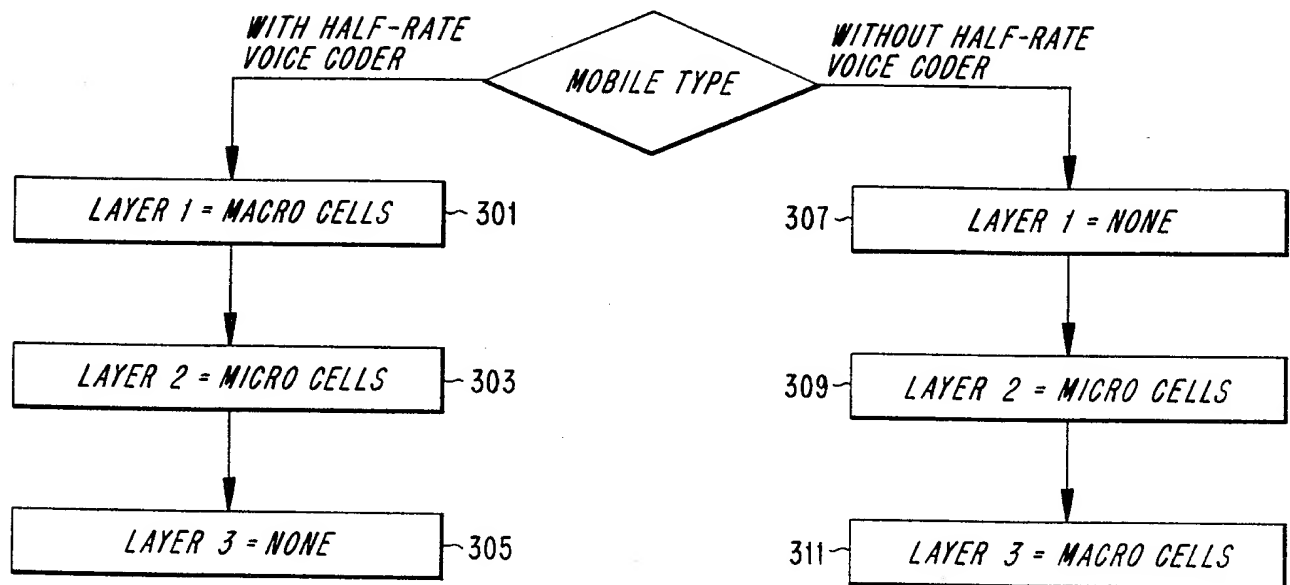 WITH HALF-RATE
VOICE CODER
MOBILE TYPE
WITHOUT HALF-RATE
VOICE CODER
LAYER 1 = MACRO CELLS
301
307
LAYER 1 = NONE
LAYER 2 = MICRO CELLS
303
309
LAYER 2 = MICRO CELLS
LAYER 3 = NONE
305
311
LAYER 3 = MACRO CELLS